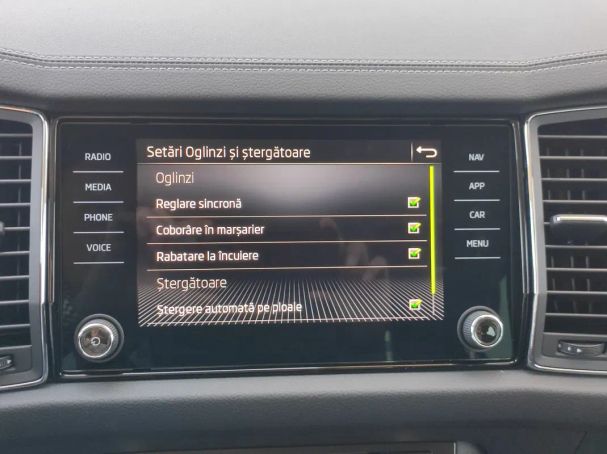 Setări Oglinzi și ștergătoare
Oglinzi
Reglare sincronă
Coborâre în marșarier
Rabatare la încuiere
Ștergătoare
Ștergere automată pe ploaie
RADIO
MEDIA
PHONE
VOICE
NAV
APP
CAR
MENU